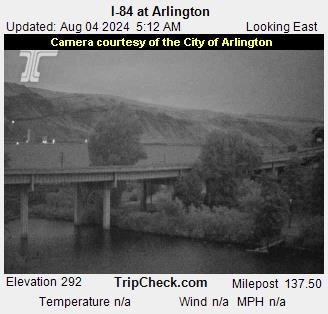 I-84 at Arlington
Updated: Aug 04 2024 5:12 AM Looking East
Camera courtesy of the City of Arlington
Elevation 292 TripCheck.com Milepost 137.50
Temperature n/a Wind n/a MPH n/a